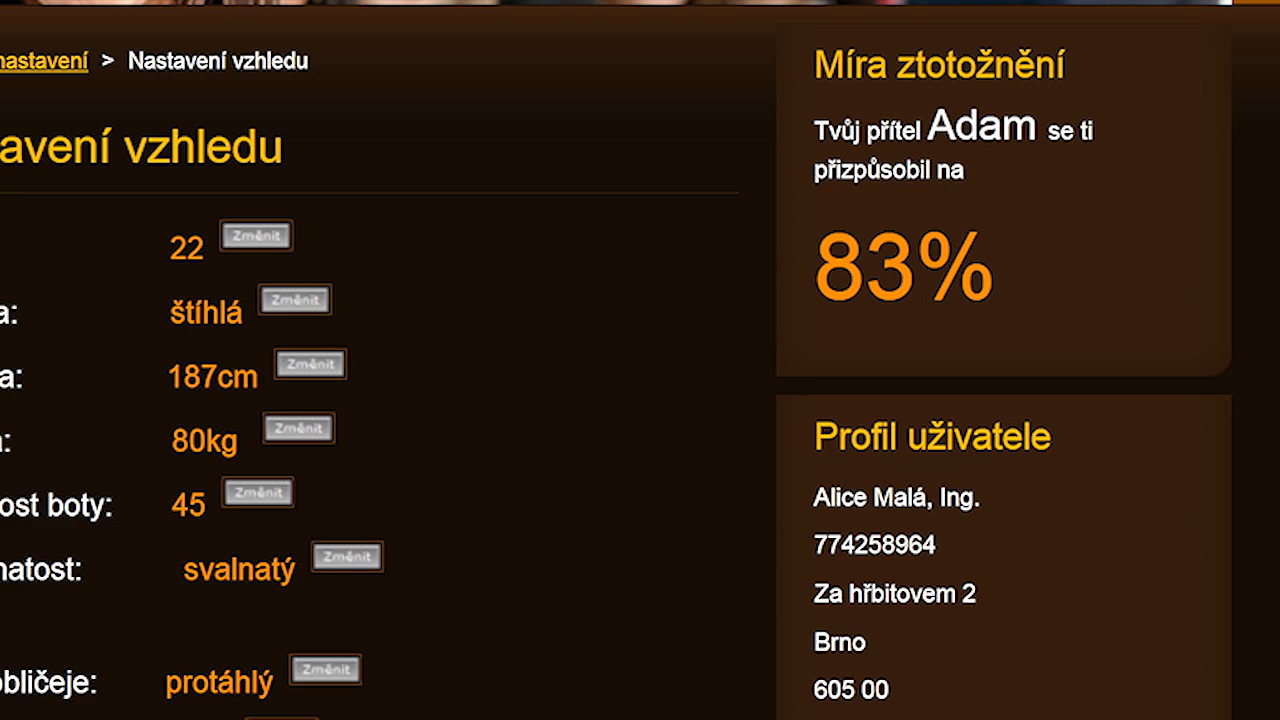 nastavení > Nastavení vzhledu
avení vzhledu
22 Změnit
a: štíhlá Změnit
a: 187cm Změnit
: 80kg Změnit
ost boty: 45 Změnit
natost: svalnatý Změnit
obličeje: protáhlý Změnit
Míra ztotožnění
Tvůj přítel Adam se ti
přizpůsobil na
83%
Profil uživatele
Alice Malá, Ing.
774258964
Za hřbitovem 2
Brno
605 00